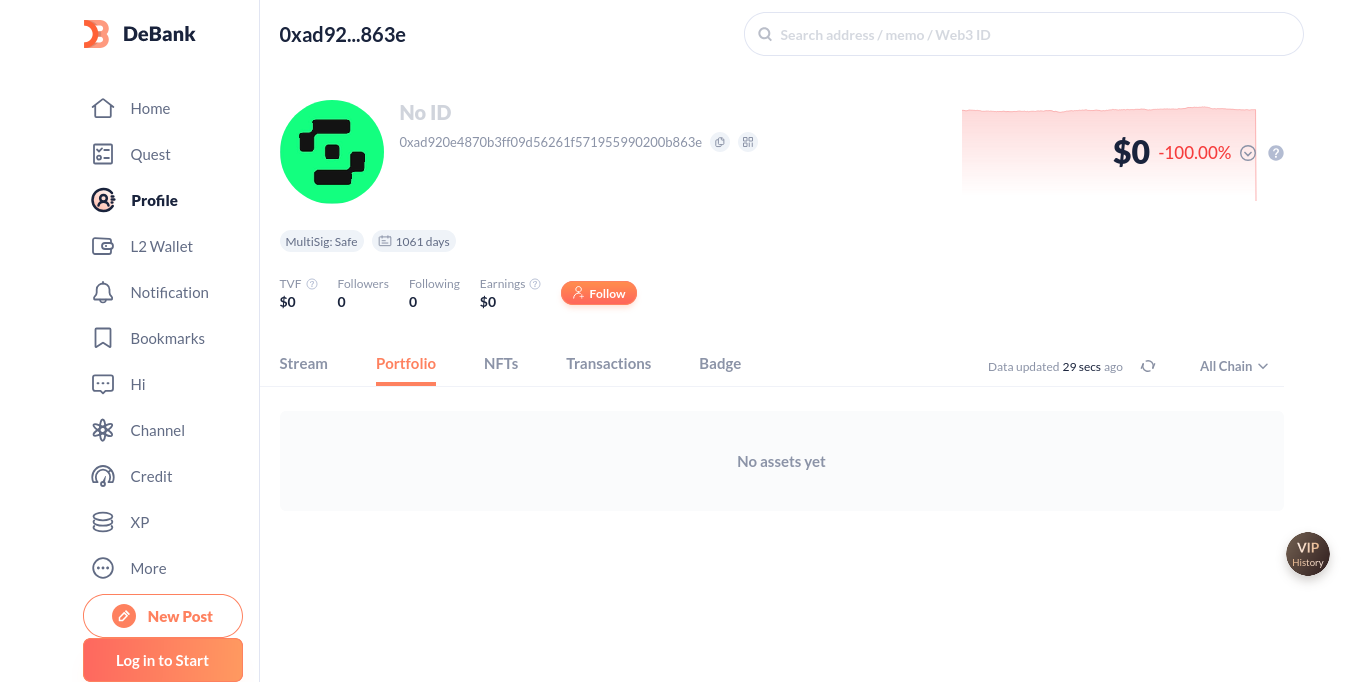 DeBank
0xad92...863e
Search address / memo / Web3 ID
Home
Quest
Profile
L2 Wallet
Notification
Bookmarks
Hi
Channel
Credit
XP
More
New Post
Log in to Start
No ID
0xad920e4870b3ff09d56261f571955990200b863e
$0 -100.00%
?
MultiSig: Safe 1061 days
TVF ? Followers Following Earnings ?
$0 0 0 $0
Follow
Stream Portfolio NFTs Transactions Badge
Data updated 29 secs ago
All Chain
No assets yet
VIP
History